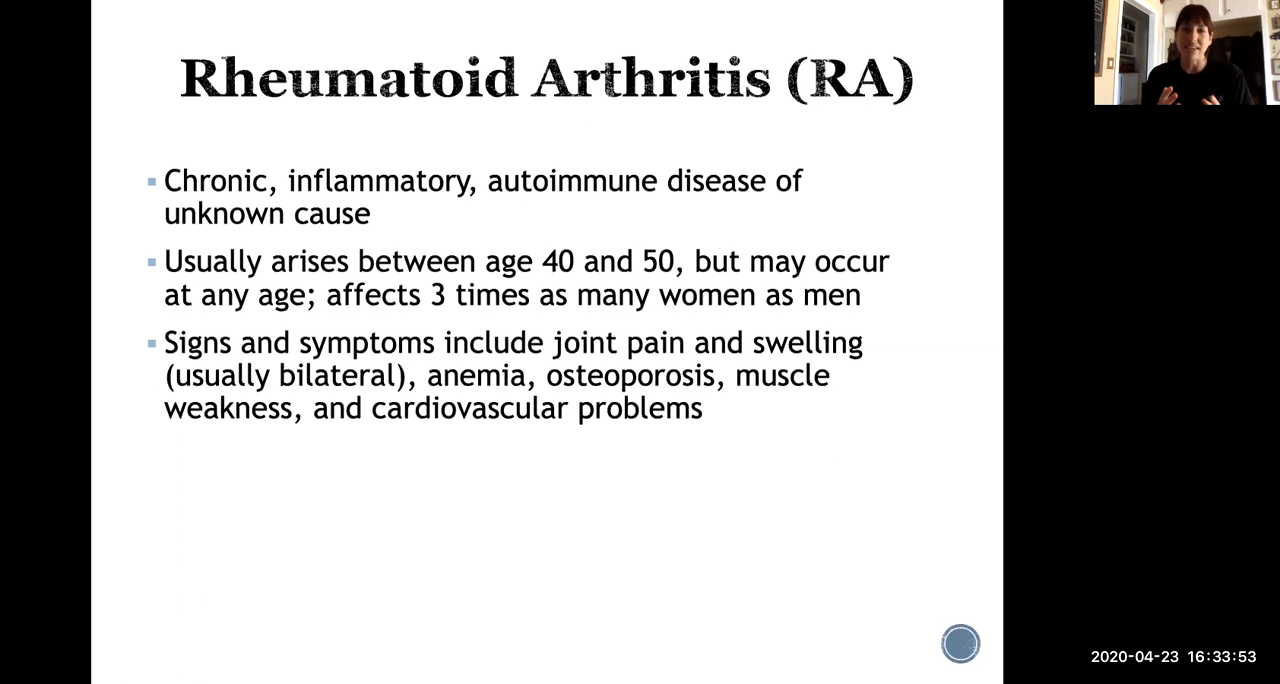 Rheumatoid Arthritis (RA)
Chronic, inflammatory, autoimmune disease of
unknown cause
Usually arises between age 40 and 50, but may occur
at any age; affects 3 times as many women as men
Signs and symptoms include joint pain and swelling
(usually bilateral), anemia, osteoporosis, muscle
weakness, and cardiovascular problems
2020-04-23 16:33:53